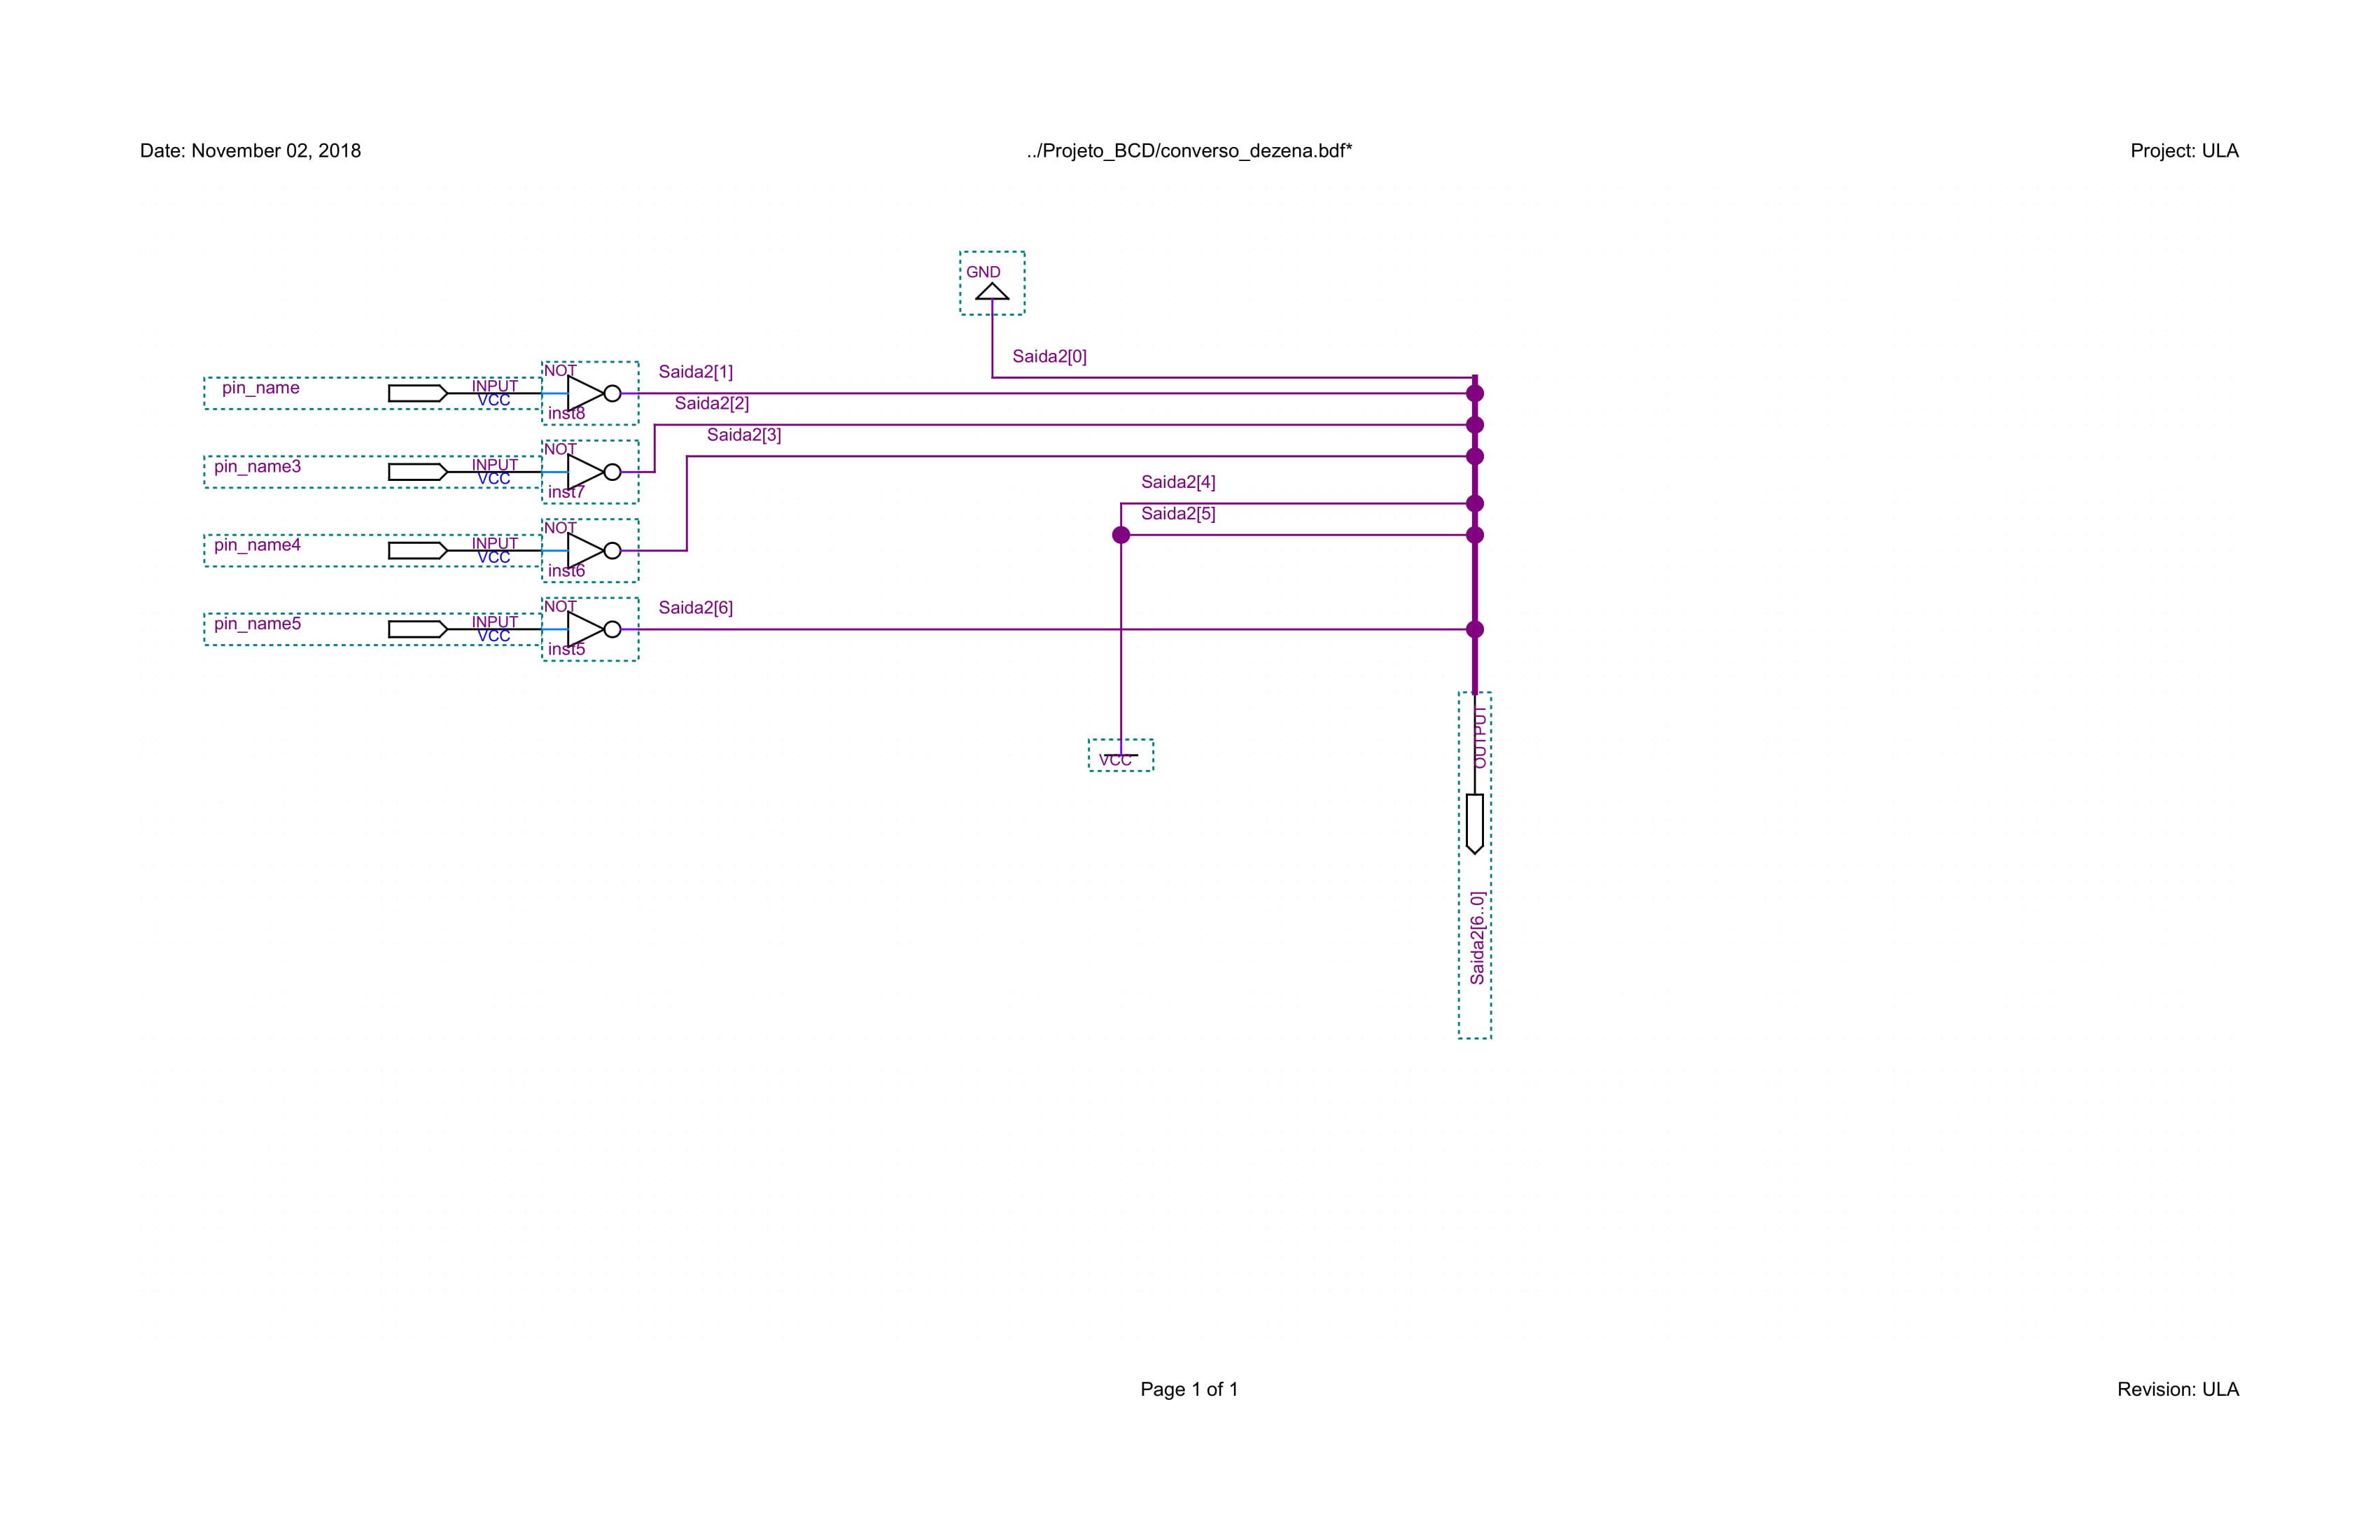 Date: November 02, 2018
../Projeto_BCD/converso_dezena.bdf*
Project: ULA
GND
Saida2[0]
NOT
Saida2[1]
pin_name
INPUT
VCC
inst8
Saida2[2]
Saida2[3]
NOT
pin_name3
INPUT
VCC
inst7
Saida2[4]
Saida2[5]
NOT
pin_name4
INPUT
VCC
inst6
NOT
Saida2[6]
pin_name5
INPUT
VCC
inst5
OUTPUT
VCC
Saida2[6..0]
Page 1 of 1
Revision: ULA